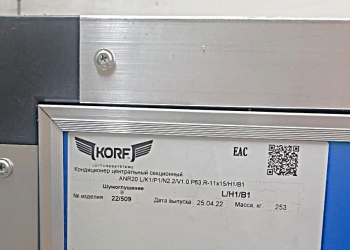 KORF
LUFTUNGSSYSTEME
EAC
Кондиционер центральный секционный
ANR20.L/K1/P1/N2.2/V1.0.P63.R-11x15/H1/B1
L/H1/B1
Шумоглушение
№ изделия 22/509 Дата выпуска 25.04.22 Масса, кг 253